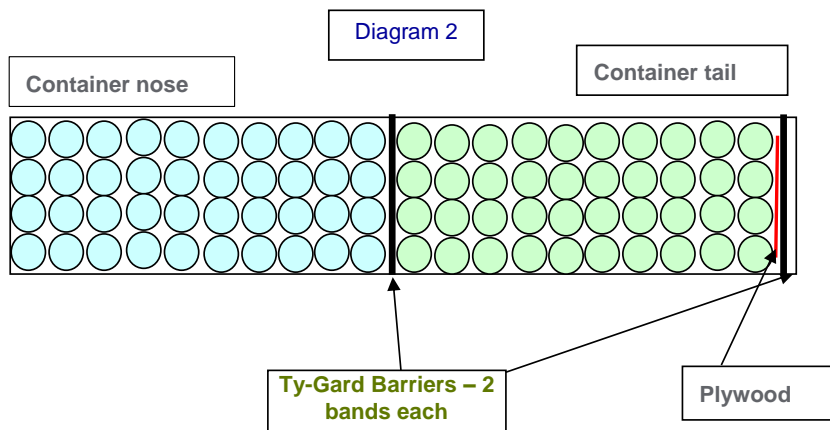 Diagram 2
Container nose
Container tail
Ty-Gard Barriers – 2
bands each
Plywood